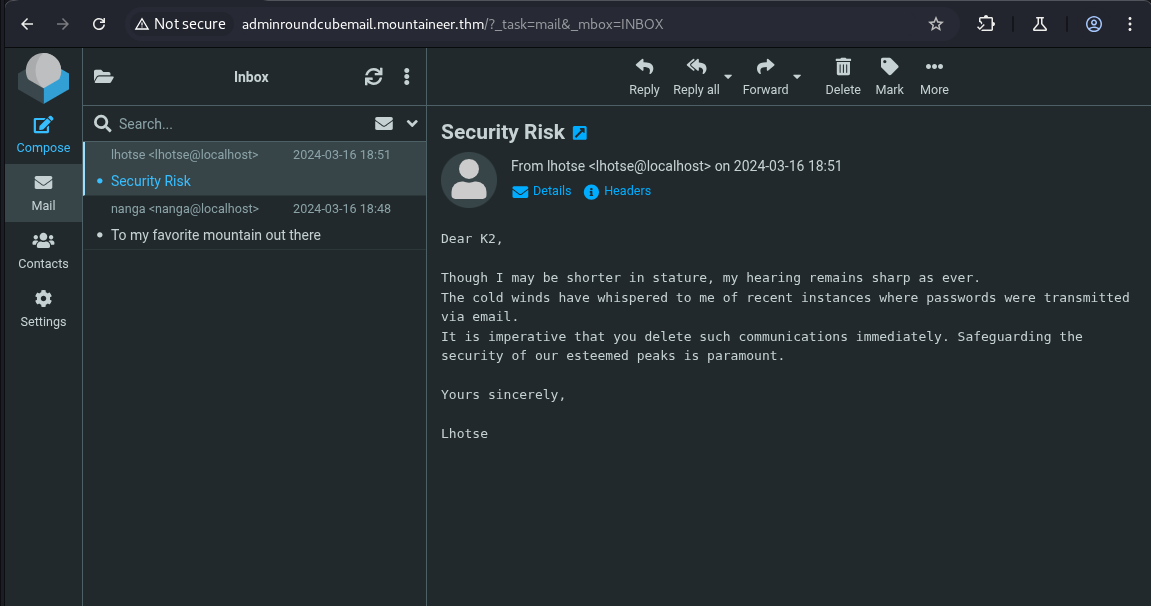 Not secure adminroundcubemail.mountaineer.thm/?_task=mail&_mbox=INBOX
Compose
Mail
Contacts
Settings
Inbox
Search...
lhotse <lhotse@localhost> 2024-03-16 18:51
• Security Risk
nanga <nanga@localhost> 2024-03-16 18:48
• To my favorite mountain out there
Reply Reply all Forward Delete Mark More
Security Risk
From lhotse <lhotse@localhost> on 2024-03-16 18:51
Details Headers
Dear K2,
Though I may be shorter in stature, my hearing remains sharp as ever.
The cold winds have whispered to me of recent instances where passwords were transmitted
via email.
It is imperative that you delete such communications immediately. Safeguarding the
security of our esteemed peaks is paramount.
Yours sincerely,
Lhotse